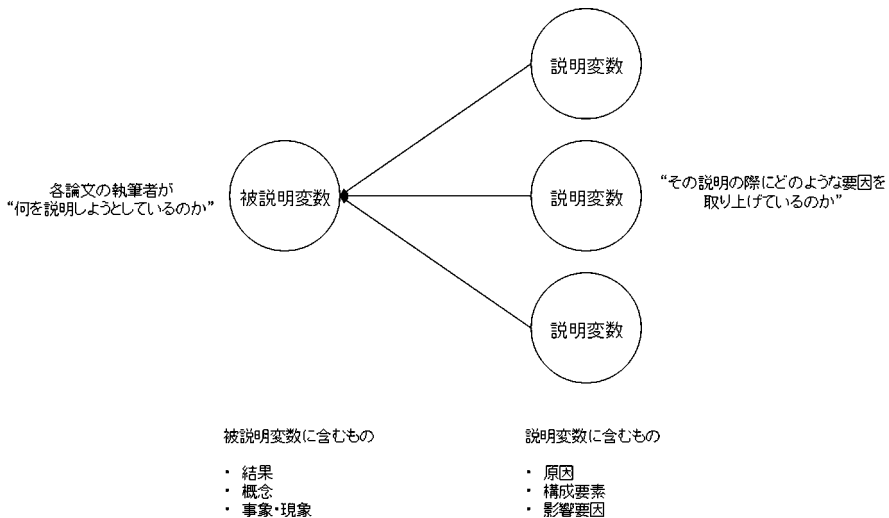 説明変数
各論文の執筆者が
“何を説明しようとしているのか”
被説明変数
説明変数
“その説明の際にどのような要因を
取り上げているのか”
説明変数
被説明変数に含むもの
・ 結果
・ 概念
・ 事象・現象
説明変数に含むもの
・ 原因
・ 構成要素
・ 影響要因